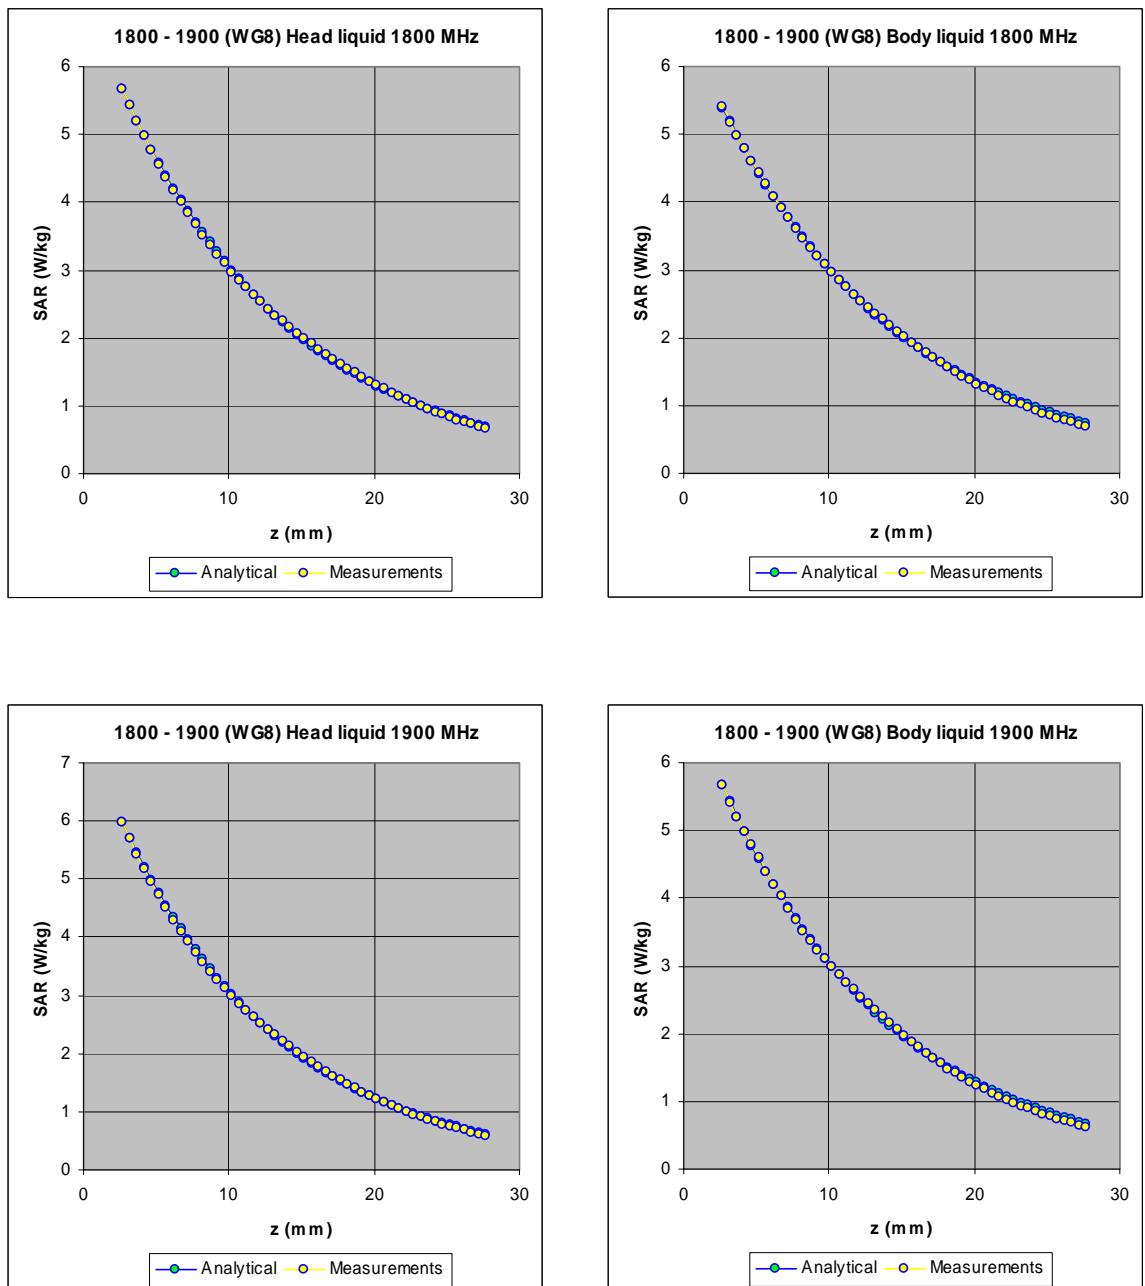 1800 - 1900 (WG8) Head liquid 1800 MHz
6
5
4
3
2
1
0
SAR (W/kg)
0 10 20 30
z (mm)
Analytical Measurements
1800 - 1900 (WG8) Body liquid 1800 MHz
6
5
4
3
2
1
0
SAR (W/kg)
0 10 20 30
z (mm)
Analytical Measurements
1800 - 1900 (WG8) Head liquid 1900 MHz
7
6
5
4
3
2
1
0
SAR (W/kg)
0 10 20 30
z (mm)
Analytical Measurements
1800 - 1900 (WG8) Body liquid 1900 MHz
6
5
4
3
2
1
0
SAR (W/kg)
0 10 20 30
z (mm)
Analytical Measurements